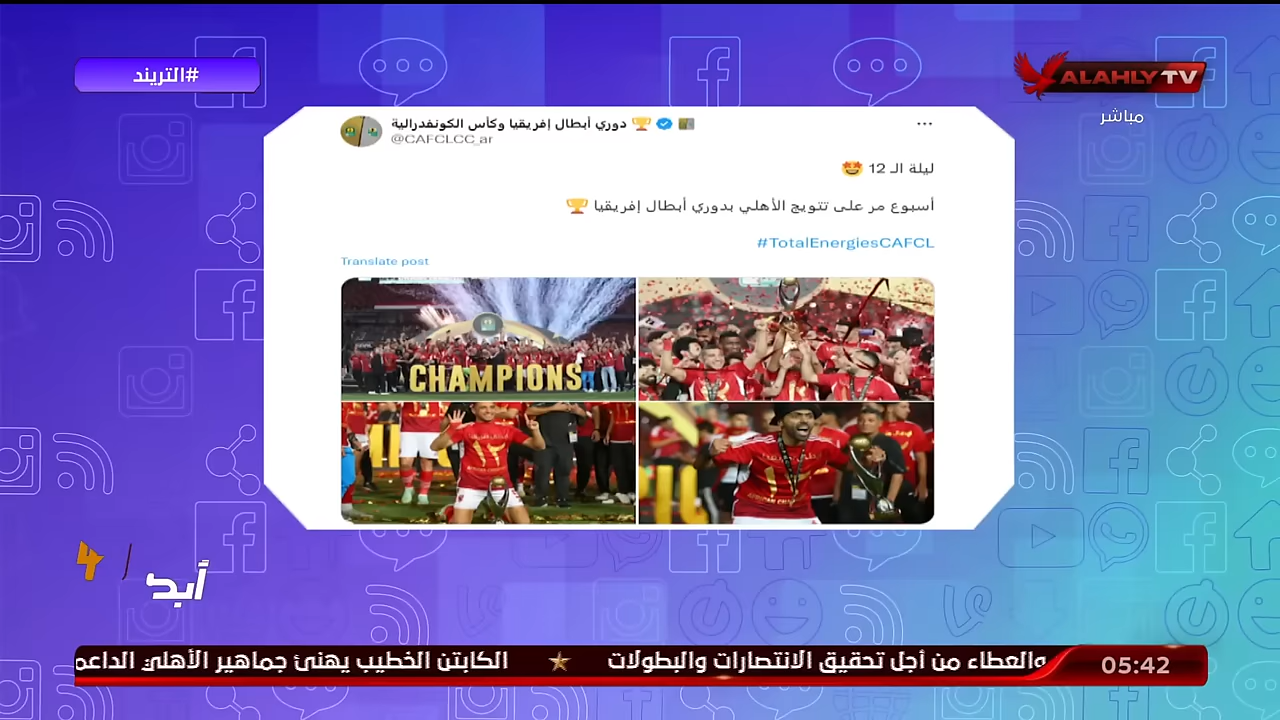 #التريند
ALAHLY TV
مباشر
دوري أبطال إفريقيا وكأس الكونفدرالية
@CAFCLCC_ar
ليلة الـ 12
أسبوع مر على تتويج الأهلي بدوري أبطال إفريقيا
#TotalEnergiesCAFCL
Translate post
CHAMPIONS
أبد
والعطاء من أجل تحقيق الانتصارات والبطولات
الكابتن الخطيب يهنئ جماهير الأهلي الداعم
05:42